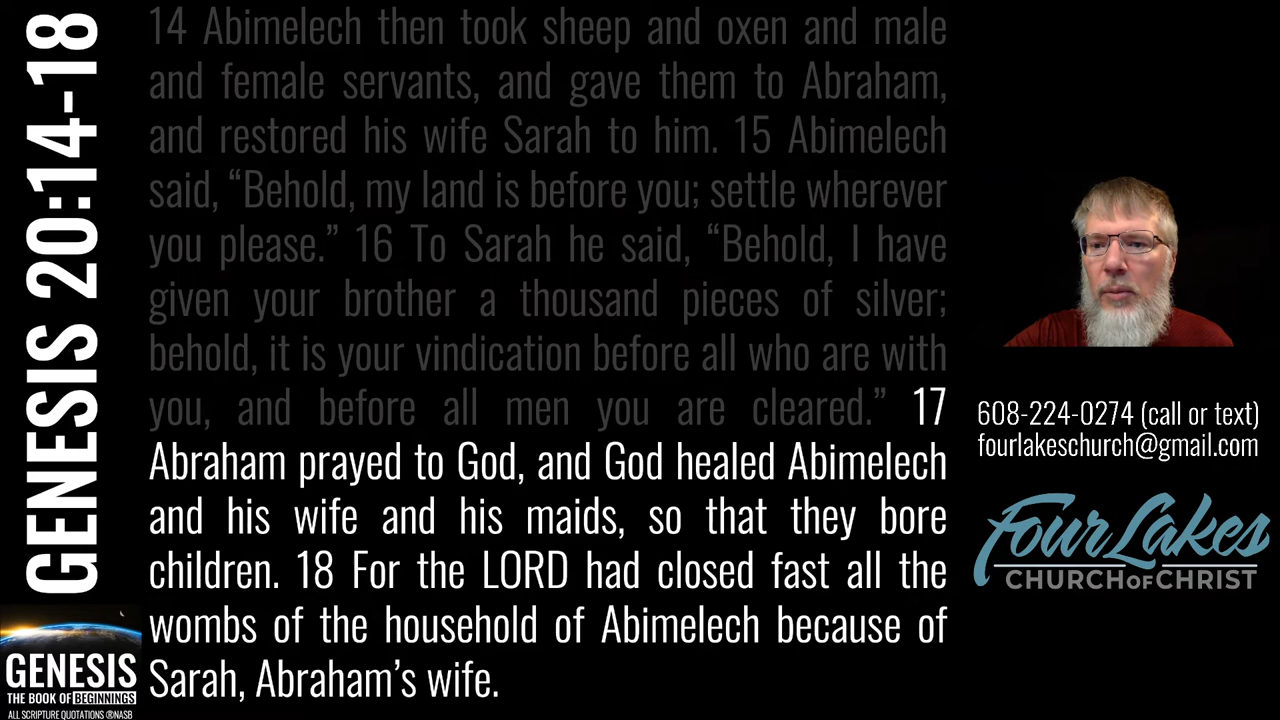 GENESIS 20:14-18
14 Abimelech then took sheep and oxen and male
and female servants, and gave them to Abraham,
and restored his wife Sarah to him. 15 Abimelech
said, “Behold, my land is before you; settle wherever
you please.” 16 To Sarah he said, “Behold, I have
given your brother a thousand pieces of silver;
behold, it is your vindication before all who are with
you, and before all men you are cleared.” 17
Abraham prayed to God, and God healed Abimelech
and his wife and his maids, so that they bore
children. 18 For the LORD had closed fast all the
wombs of the household of Abimelech because of
Sarah, Abraham’s wife.
GENESIS
THE BOOK OF BEGINNINGS
ALL SCRIPTURE QUOTATIONS ®NASB
608-224-0274 (call or text)
fourlakeschurch@gmail.com
Four Lakes
CHURCH OF CHRIST